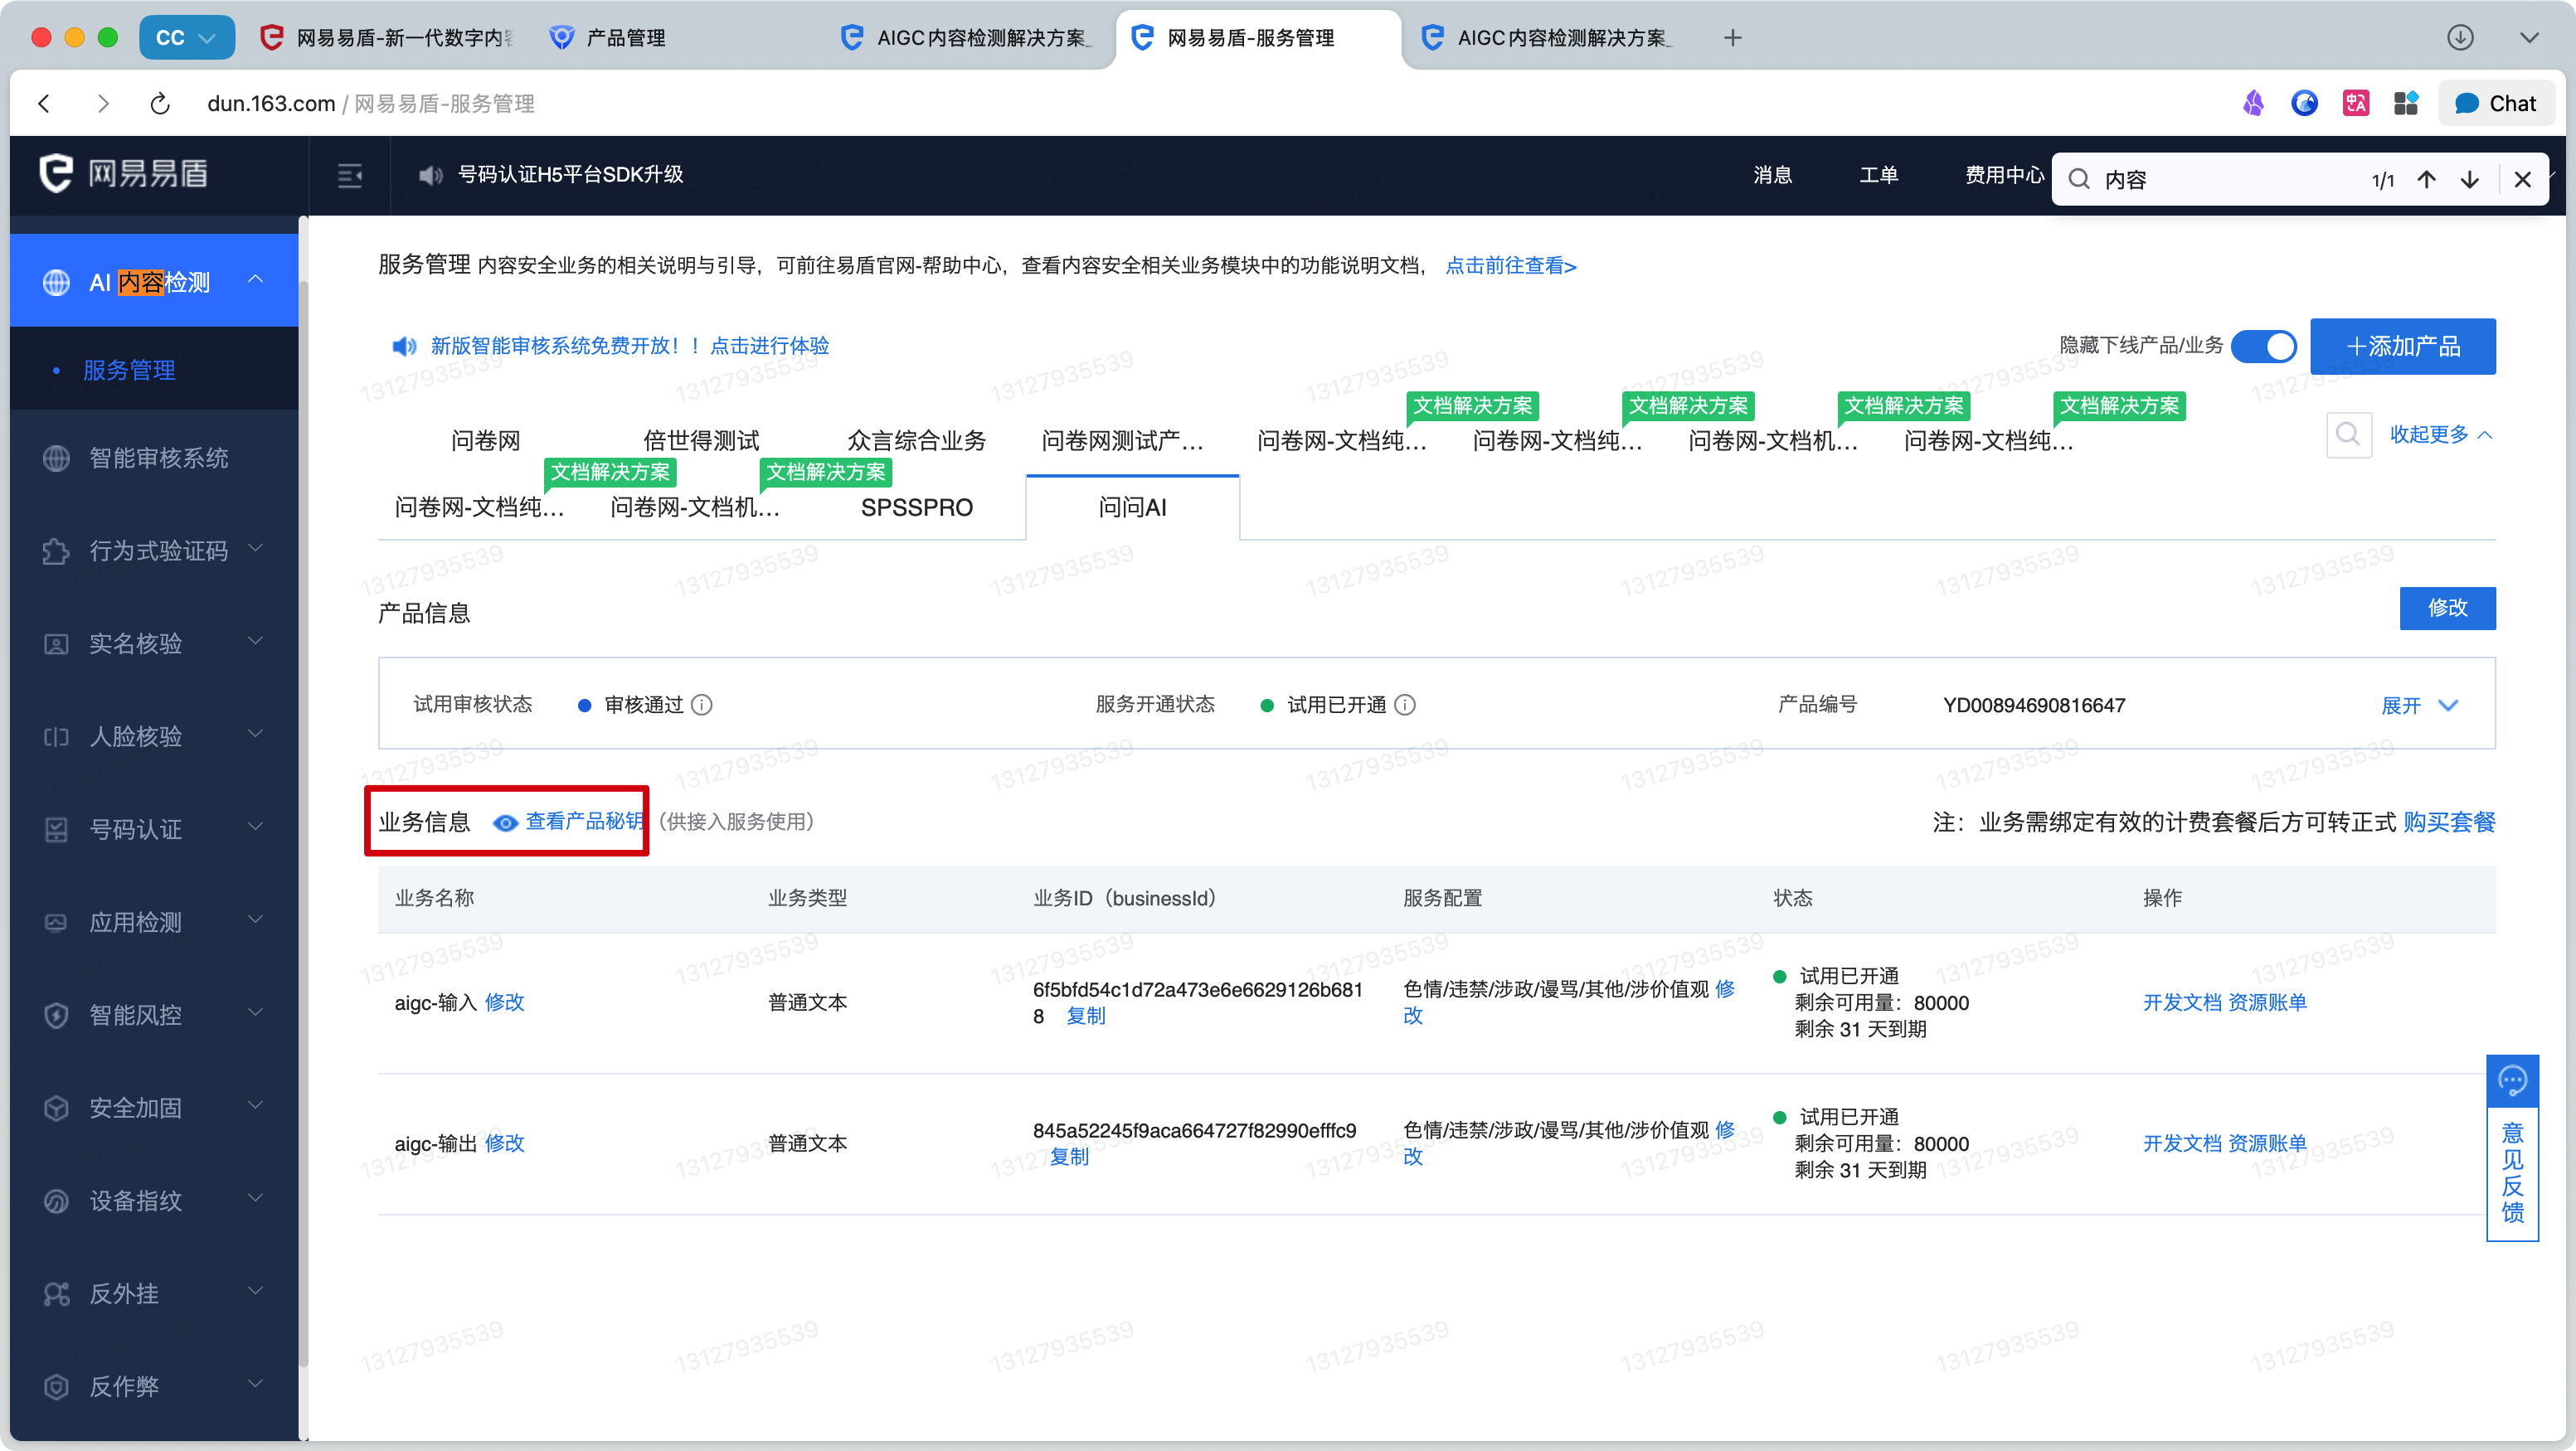 CC
网易易盾-新一代数字内容
产品管理
AIGC内容检测解决方案_
网易易盾-服务管理
AIGC内容检测解决方案_
dun.163.com / 网易易盾-服务管理
Chat
网易易盾
号码认证H5平台SDK升级
消息
工单
费用中心
内容
1/1
AI 内容检测
服务管理
智能审核系统
行为式验证码
实名核验
人脸核验
号码认证
应用检测
智能风控
安全加固
设备指纹
反外挂
反作弊
服务管理 内容安全业务的相关说明与引导，可前往易盾官网-帮助中心，查看内容安全相关业务模块中的功能说明文档， 点击前往查看>
新版智能审核系统免费开放！！点击进行体验
隐藏下线产品/业务
+添加产品
文档解决方案
文档解决方案
文档解决方案
文档解决方案
问卷网
倍世得测试
众言综合业务
问卷网测试产...
问卷网-文档纯...
问卷网-文档纯...
问卷网-文档机...
问卷网-文档纯...
收起更多
文档解决方案
文档解决方案
问卷网-文档纯...
问卷网-文档机...
SPSSPRO
问问AI
产品信息
修改
试用审核状态
审核通过
服务开通状态
试用已开通
产品编号
YD00894690816647
展开
业务信息
查看产品秘钥
（供接入服务使用）
注：业务需绑定有效的计费套餐后方可转正式 购买套餐
业务名称
业务类型
业务ID（businessId）
服务配置
状态
操作
aigc-输入 修改
普通文本
6f5bfd54c1d72a473e6e6629126b681
8 复制
色情/违禁/涉政/谩骂/其他/涉价值观 修
改
试用已开通
剩余可用量：80000
剩余 31 天到期
开发文档 资源账单
aigc-输出 修改
普通文本
845a52245f9aca664727f82990efffc9
复制
色情/违禁/涉政/谩骂/其他/涉价值观 修
改
试用已开通
剩余可用量：80000
剩余 31 天到期
开发文档 资源账单
意
见
反
馈
13127935539